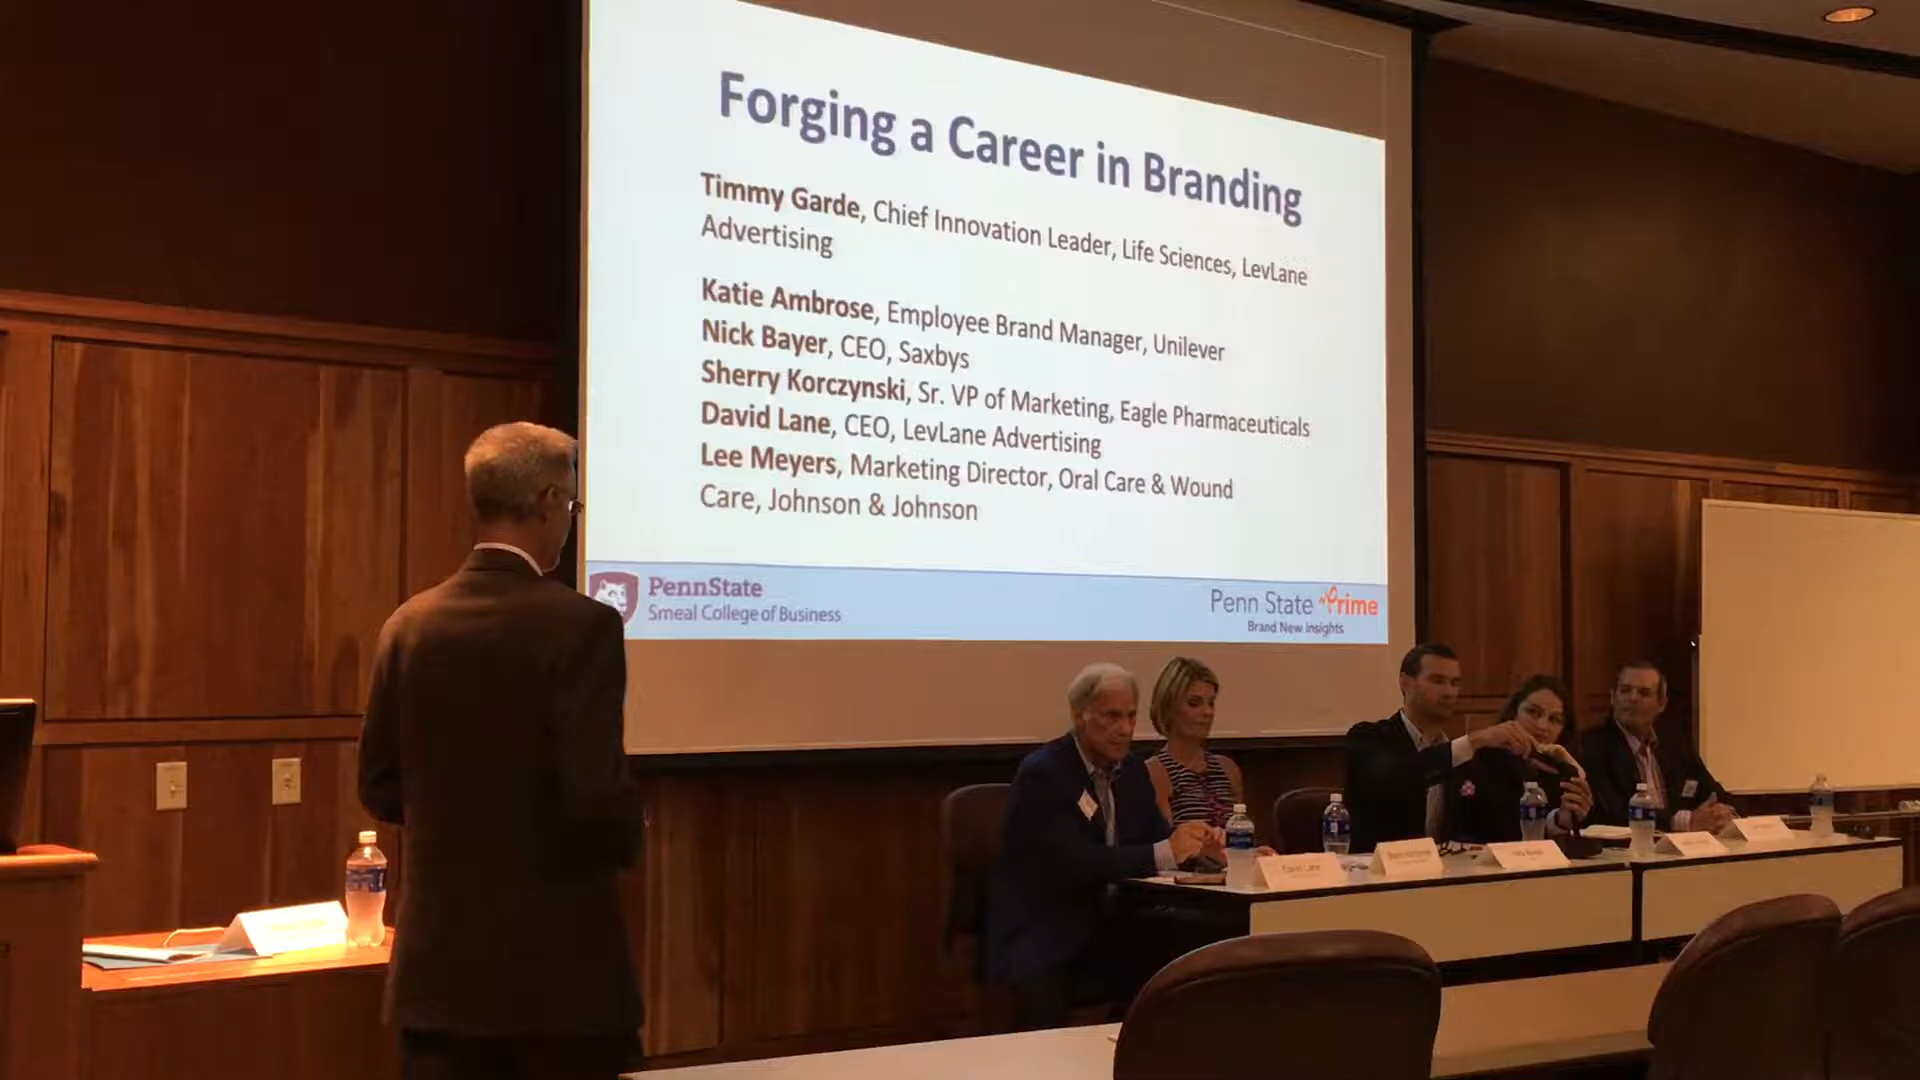 Forging a Career in Branding
Timmy Garde, Chief Innovation Leader, Life Sciences, LevLane
Advertising
Katie Ambrose, Employee Brand Manager, Unilever
Nick Bayer, CEO, Saxbys
Sherry Korczynski, Sr. VP of Marketing, Eagle Pharmaceuticals
David Lane, CEO, LevLane Advertising
Lee Meyers, Marketing Director, Oral Care & Wound
Care, Johnson & Johnson
PennState
Smeal College of Business
Penn State Prime
Brand New Insights
David Lane